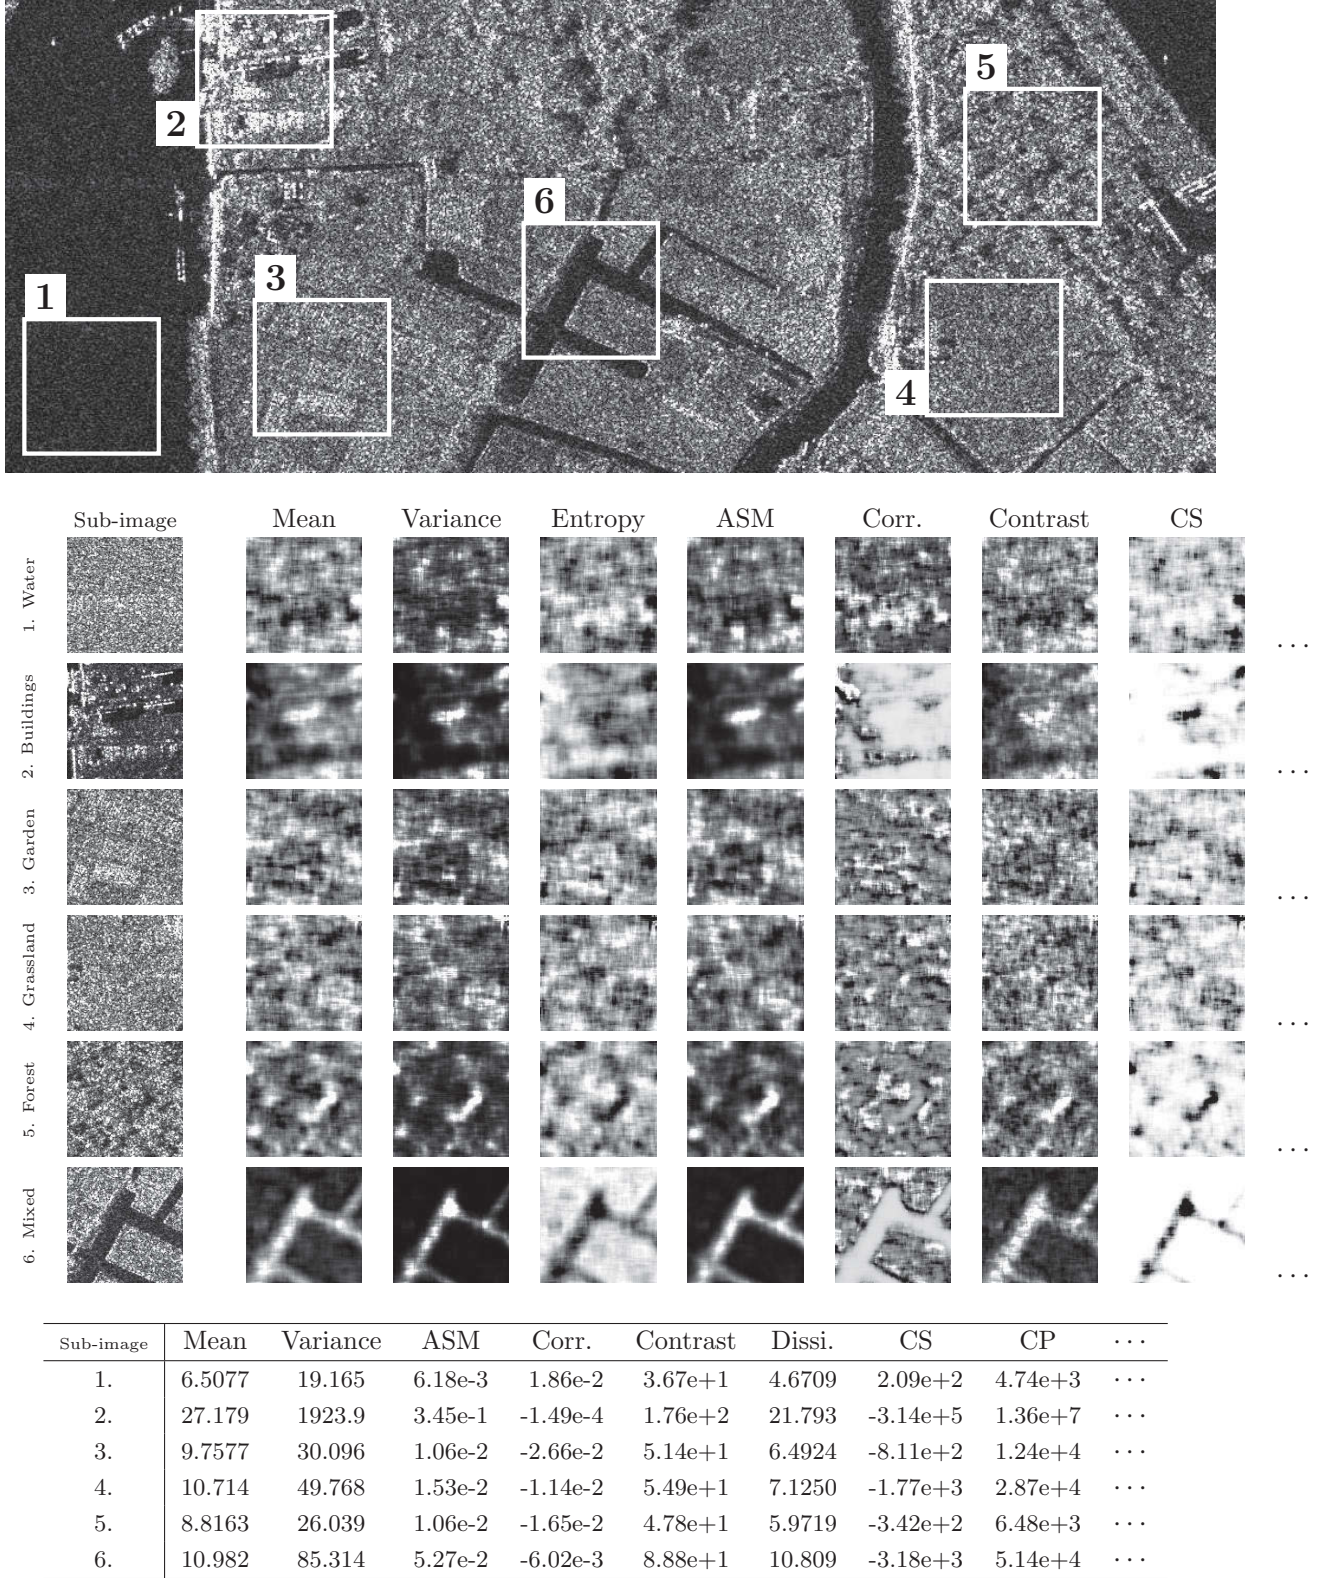 5
2
6
3
1
4
Sub-image Mean Variance Entropy ASM Corr. Contrast CS
1. Water ...
2. Buildings ...
3. Garden ...
4. Grassland ...
5. Forest ...
6. Mixed ...
Sub-image Mean Variance ASM Corr. Contrast Dissi. CS CP ...
1. 6.5077 19.165 6.18e-3 1.86e-2 3.67e+1 4.6709 2.09e+2 4.74e+3 ...
2. 27.179 1923.9 3.45e-1 -1.49e-4 1.76e+2 21.793 -3.14e+5 1.36e+7 ...
3. 9.7577 30.096 1.06e-2 -2.66e-2 5.14e+1 6.4924 -8.11e+2 1.24e+4 ...
4. 10.714 49.768 1.53e-2 -1.14e-2 5.49e+1 7.1250 -1.77e+3 2.87e+4 ...
5. 8.8163 26.039 1.06e-2 -1.65e-2 4.78e+1 5.9719 -3.42e+2 6.48e+3 ...
6. 10.982 85.314 5.27e-2 -6.02e-3 8.88e+1 10.809 -3.18e+3 5.14e+4 ...